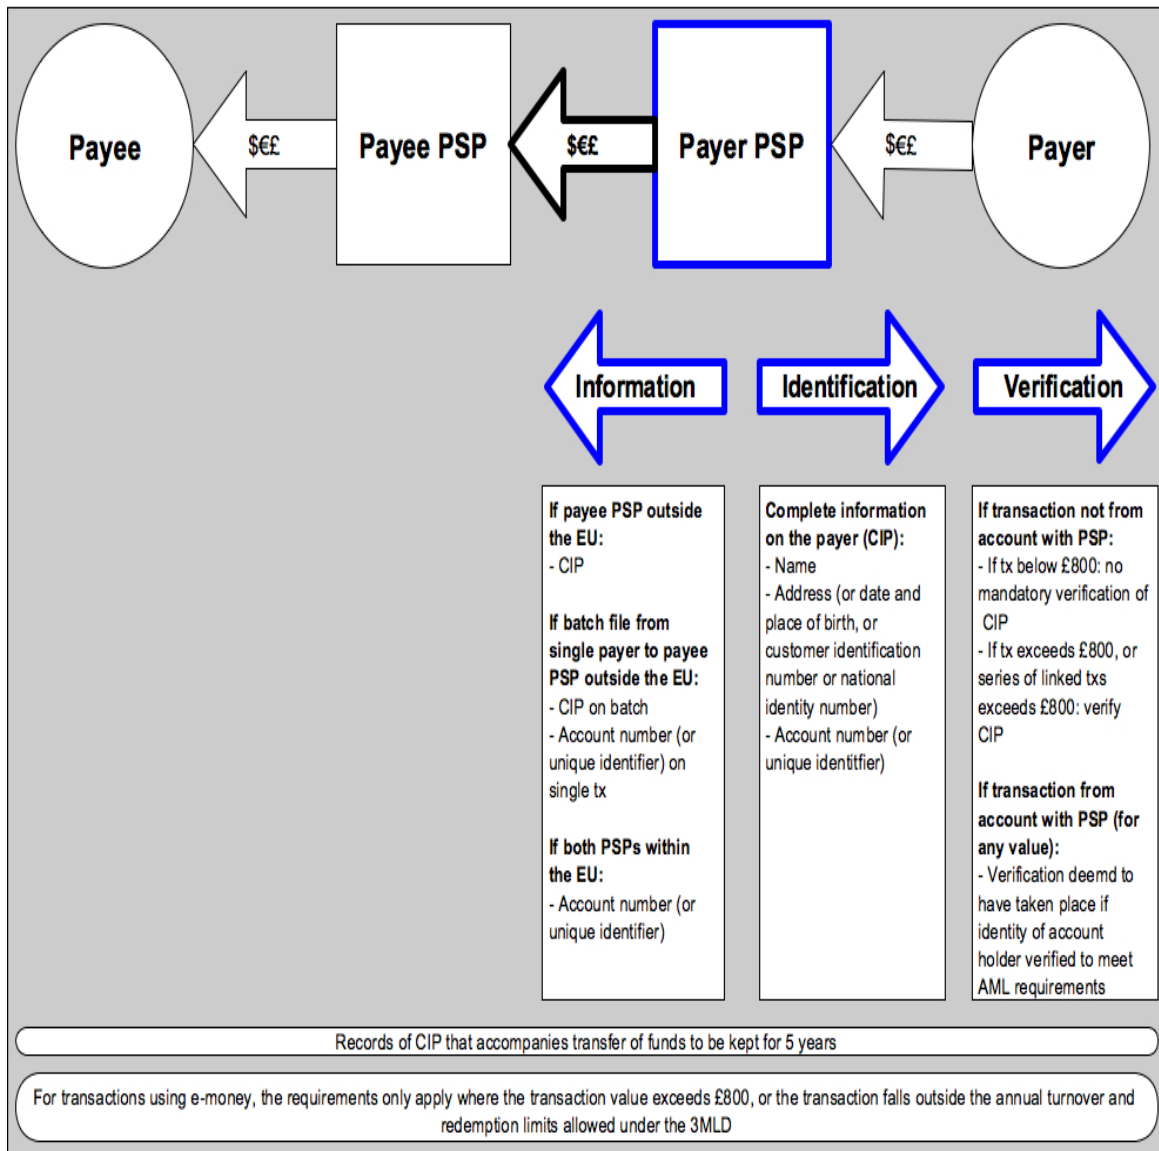 Payee
$€£
Payee PSP
$€£
Payer PSP
$€£
Payer
Information
Identification
Verification
If payee PSP outside
the EU:
- CIP
If batch file from
single payer to payee
PSP outside the EU:
- CIP on batch
- Account number (or
unique identifier) on
single tx
If both PSPs within
the EU:
- Account number (or
unique identifier)
Complete information
on the payer (CIP):
- Name
- Address (or date and
place of birth, or
customer identification
number or national
identity number)
- Account number (or
unique identitfier)
If transaction not from
account with PSP:
- If tx below £800: no
mandatory verification of
CIP
- If tx exceeds £800, or
series of linked txs
exceeds £800: verify
CIP
If transaction from
account with PSP (for
any value):
- Verification deemd to
have taken place if
identity of account
holder verified to meet
AML requirements
Records of CIP that accompanies transfer of funds to be kept for 5 years
For transactions using e-money, the requirements only apply where the transaction value exceeds £800, or the transaction falls outside the annual turnover and
redemption limits allowed under the 3MLD